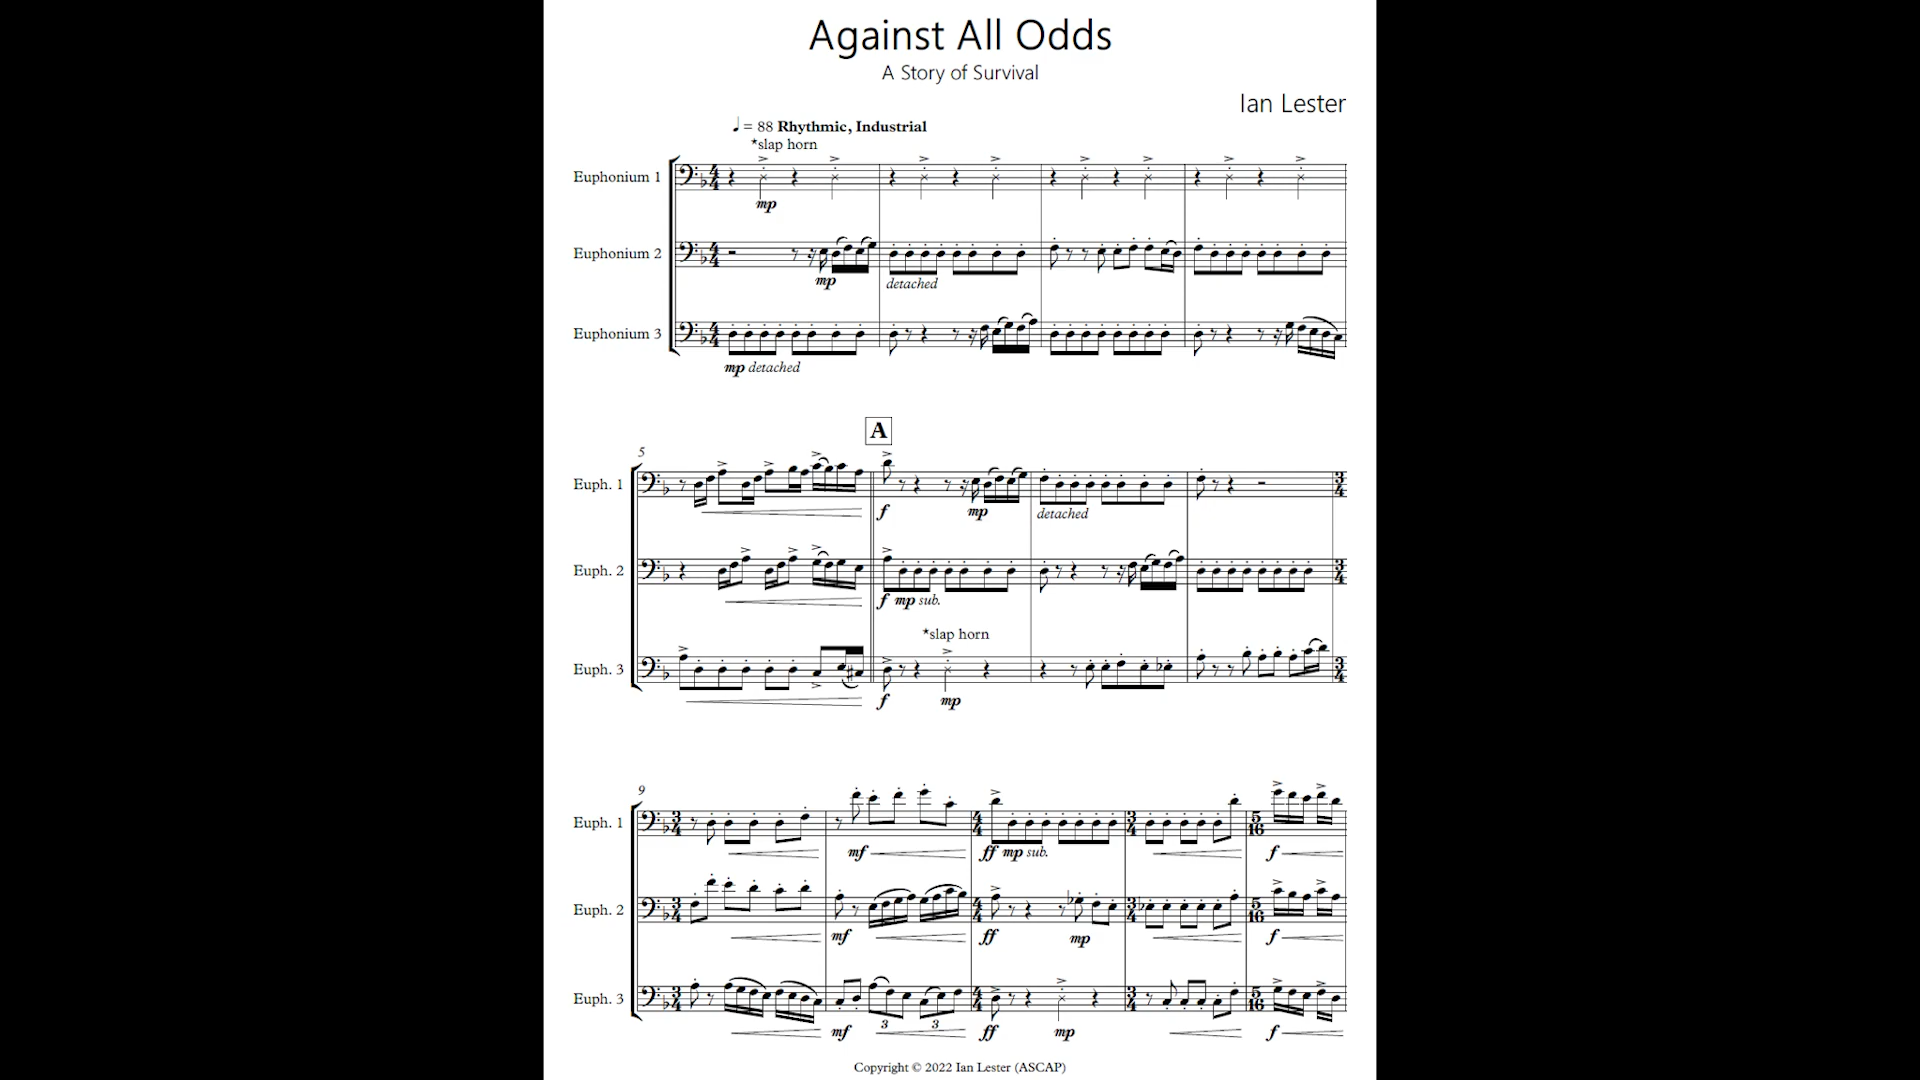 Against All Odds
A Story of Survival
Ian Lester
♩ = 88 Rhythmic, Industrial
*slap horn
Euphonium 1
mp
Euphonium 2
mp
detached
Euphonium 3
mp detached
A
5
Euph. 1
f
mp
detached
Euph. 2
f mp sub.
*slap horn
Euph. 3
f
mp
9
Euph. 1
mf
ff mp sub.
f
Euph. 2
mf
ff
mp
f
Euph. 3
mf
3
3
ff
mp
f
Copyright © 2022 Ian Lester (ASCAP)